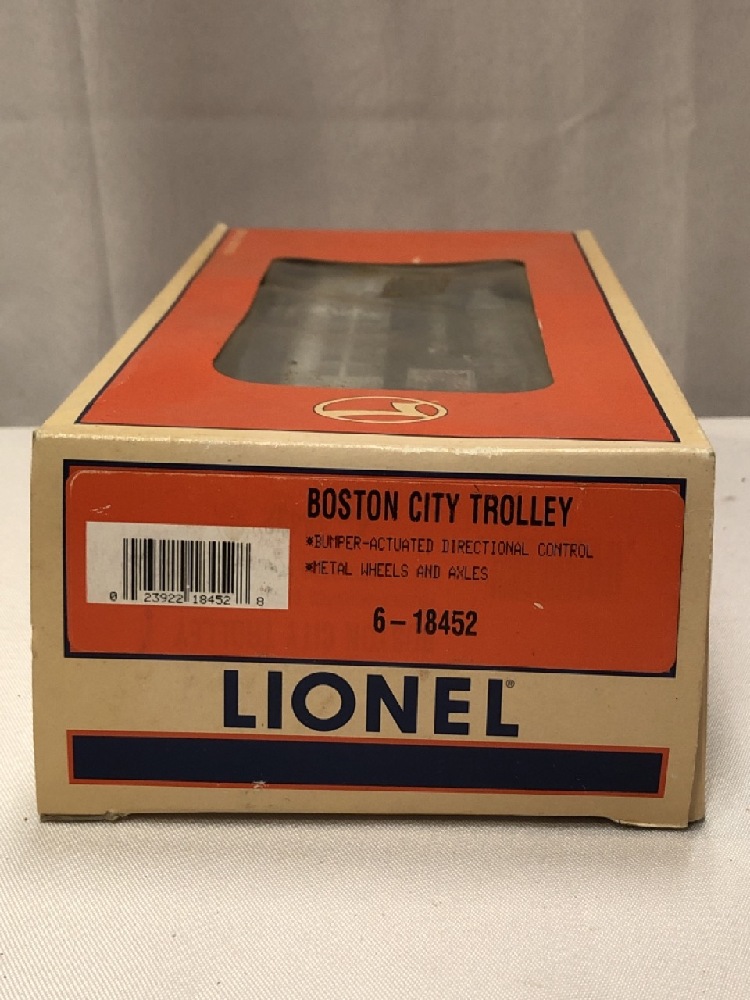 BOSTON CITY TROLLEY
*BUMPER-ACTUATED DIRECTIONAL CONTROL
*METAL WHEELS AND AXLES
0 23922 18452 8
6-18452
LIONEL®